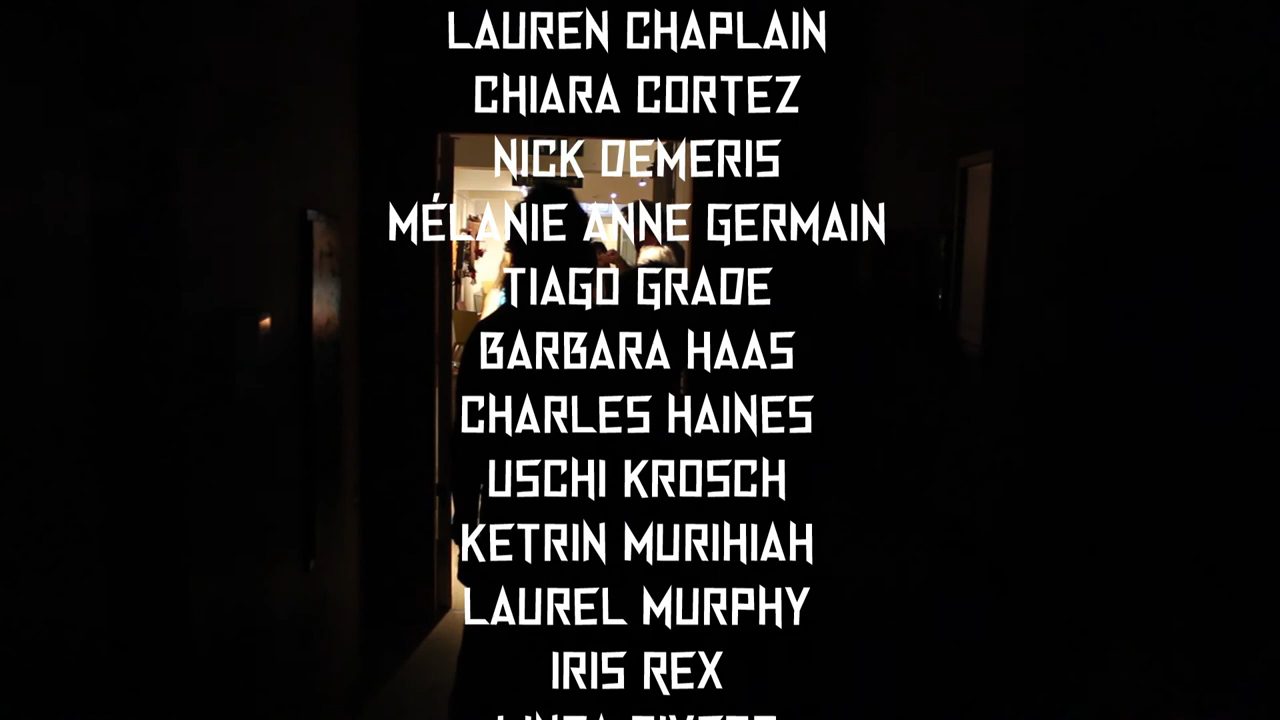 LAUREN CHAPLAIN
CHIARA CORTEZ
NICK DEMERIS
MÉLANIE ANNE GERMAIN
TIAGO GRADE
BARBARA HAAS
CHARLES HAINES
USCHI KROSCH
KETRIN MURIHIAH
LAUREL MURPHY
IRIS REX